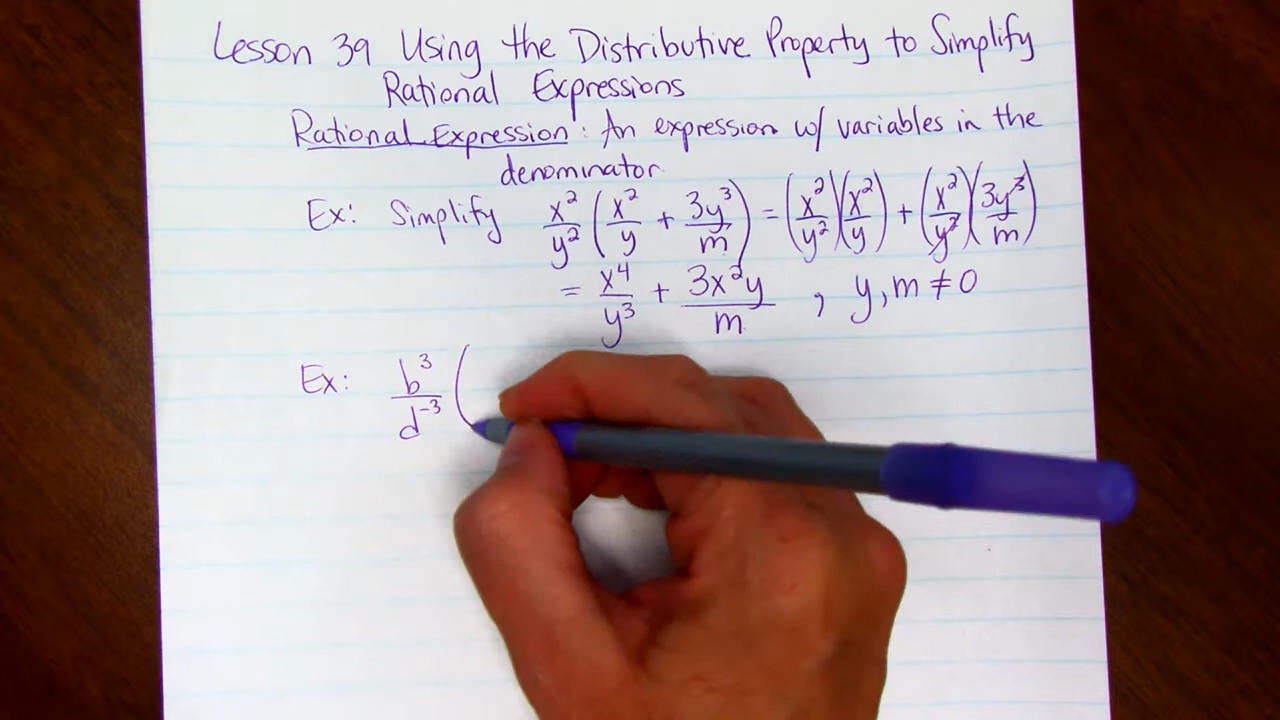 Lesson 39 Using the Distributive Property to Simplify
Rational Expressions
Rational Expression: An expression w/ variables in the
denominator.
Ex: Simplify x²/y² (x²/y + 3y³/m) = (x²/y²)(x²/y) + (x²/y²)(3y³/m)
= x⁴/y³ + 3x²y/m , y, m ≠ 0
Ex: b³/d⁻³ (